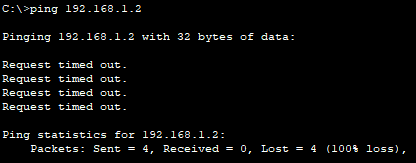 C:\>ping 192.168.1.2
Pinging 192.168.1.2 with 32 bytes of data:
Request timed out.
Request timed out.
Request timed out.
Request timed out.
Ping statistics for 192.168.1.2:
Packets: Sent = 4, Received = 0, Lost = 4 (100% loss),